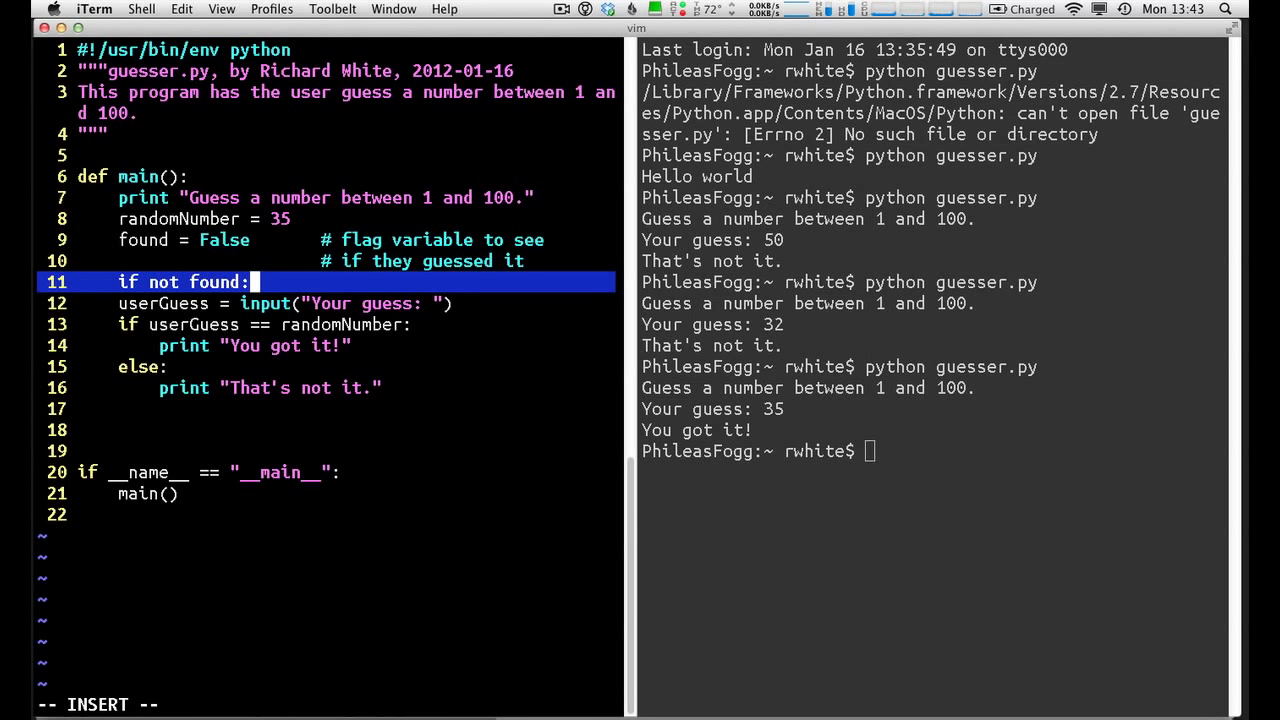 iTerm Shell Edit View Profiles Toolbelt Window Help 72° 0.0KB/s 0.0KB/s Charged Mon 13:43
vim
1 #!/usr/bin/env python
2 """guesser.py, by Richard White, 2012-01-16
3 This program has the user guess a number between 1 an
d 100.
4 """
5
6 def main():
7     print "Guess a number between 1 and 100."
8     randomNumber = 35
9     found = False       # flag variable to see
10                         # if they guessed it
11     if not found:
12     userGuess = input("Your guess: ")
13     if userGuess == randomNumber:
14         print "You got it!"
15     else:
16         print "That's not it."
17
18
19
20 if __name__ == "__main__":
21     main()
22
~
~
~
~
~
~
~
~
-- INSERT --
Last login: Mon Jan 16 13:35:49 on ttys000
PhileasFogg:~ rwhite$ python guesser.py
/Library/Frameworks/Python.framework/Versions/2.7/Resourc
es/Python.app/Contents/MacOS/Python: can't open file 'gue
sser.py': [Errno 2] No such file or directory
PhileasFogg:~ rwhite$ python guesser.py
Hello world
PhileasFogg:~ rwhite$ python guesser.py
Guess a number between 1 and 100.
Your guess: 50
That's not it.
PhileasFogg:~ rwhite$ python guesser.py
Guess a number between 1 and 100.
Your guess: 32
That's not it.
PhileasFogg:~ rwhite$ python guesser.py
Guess a number between 1 and 100.
Your guess: 35
You got it!
PhileasFogg:~ rwhite$